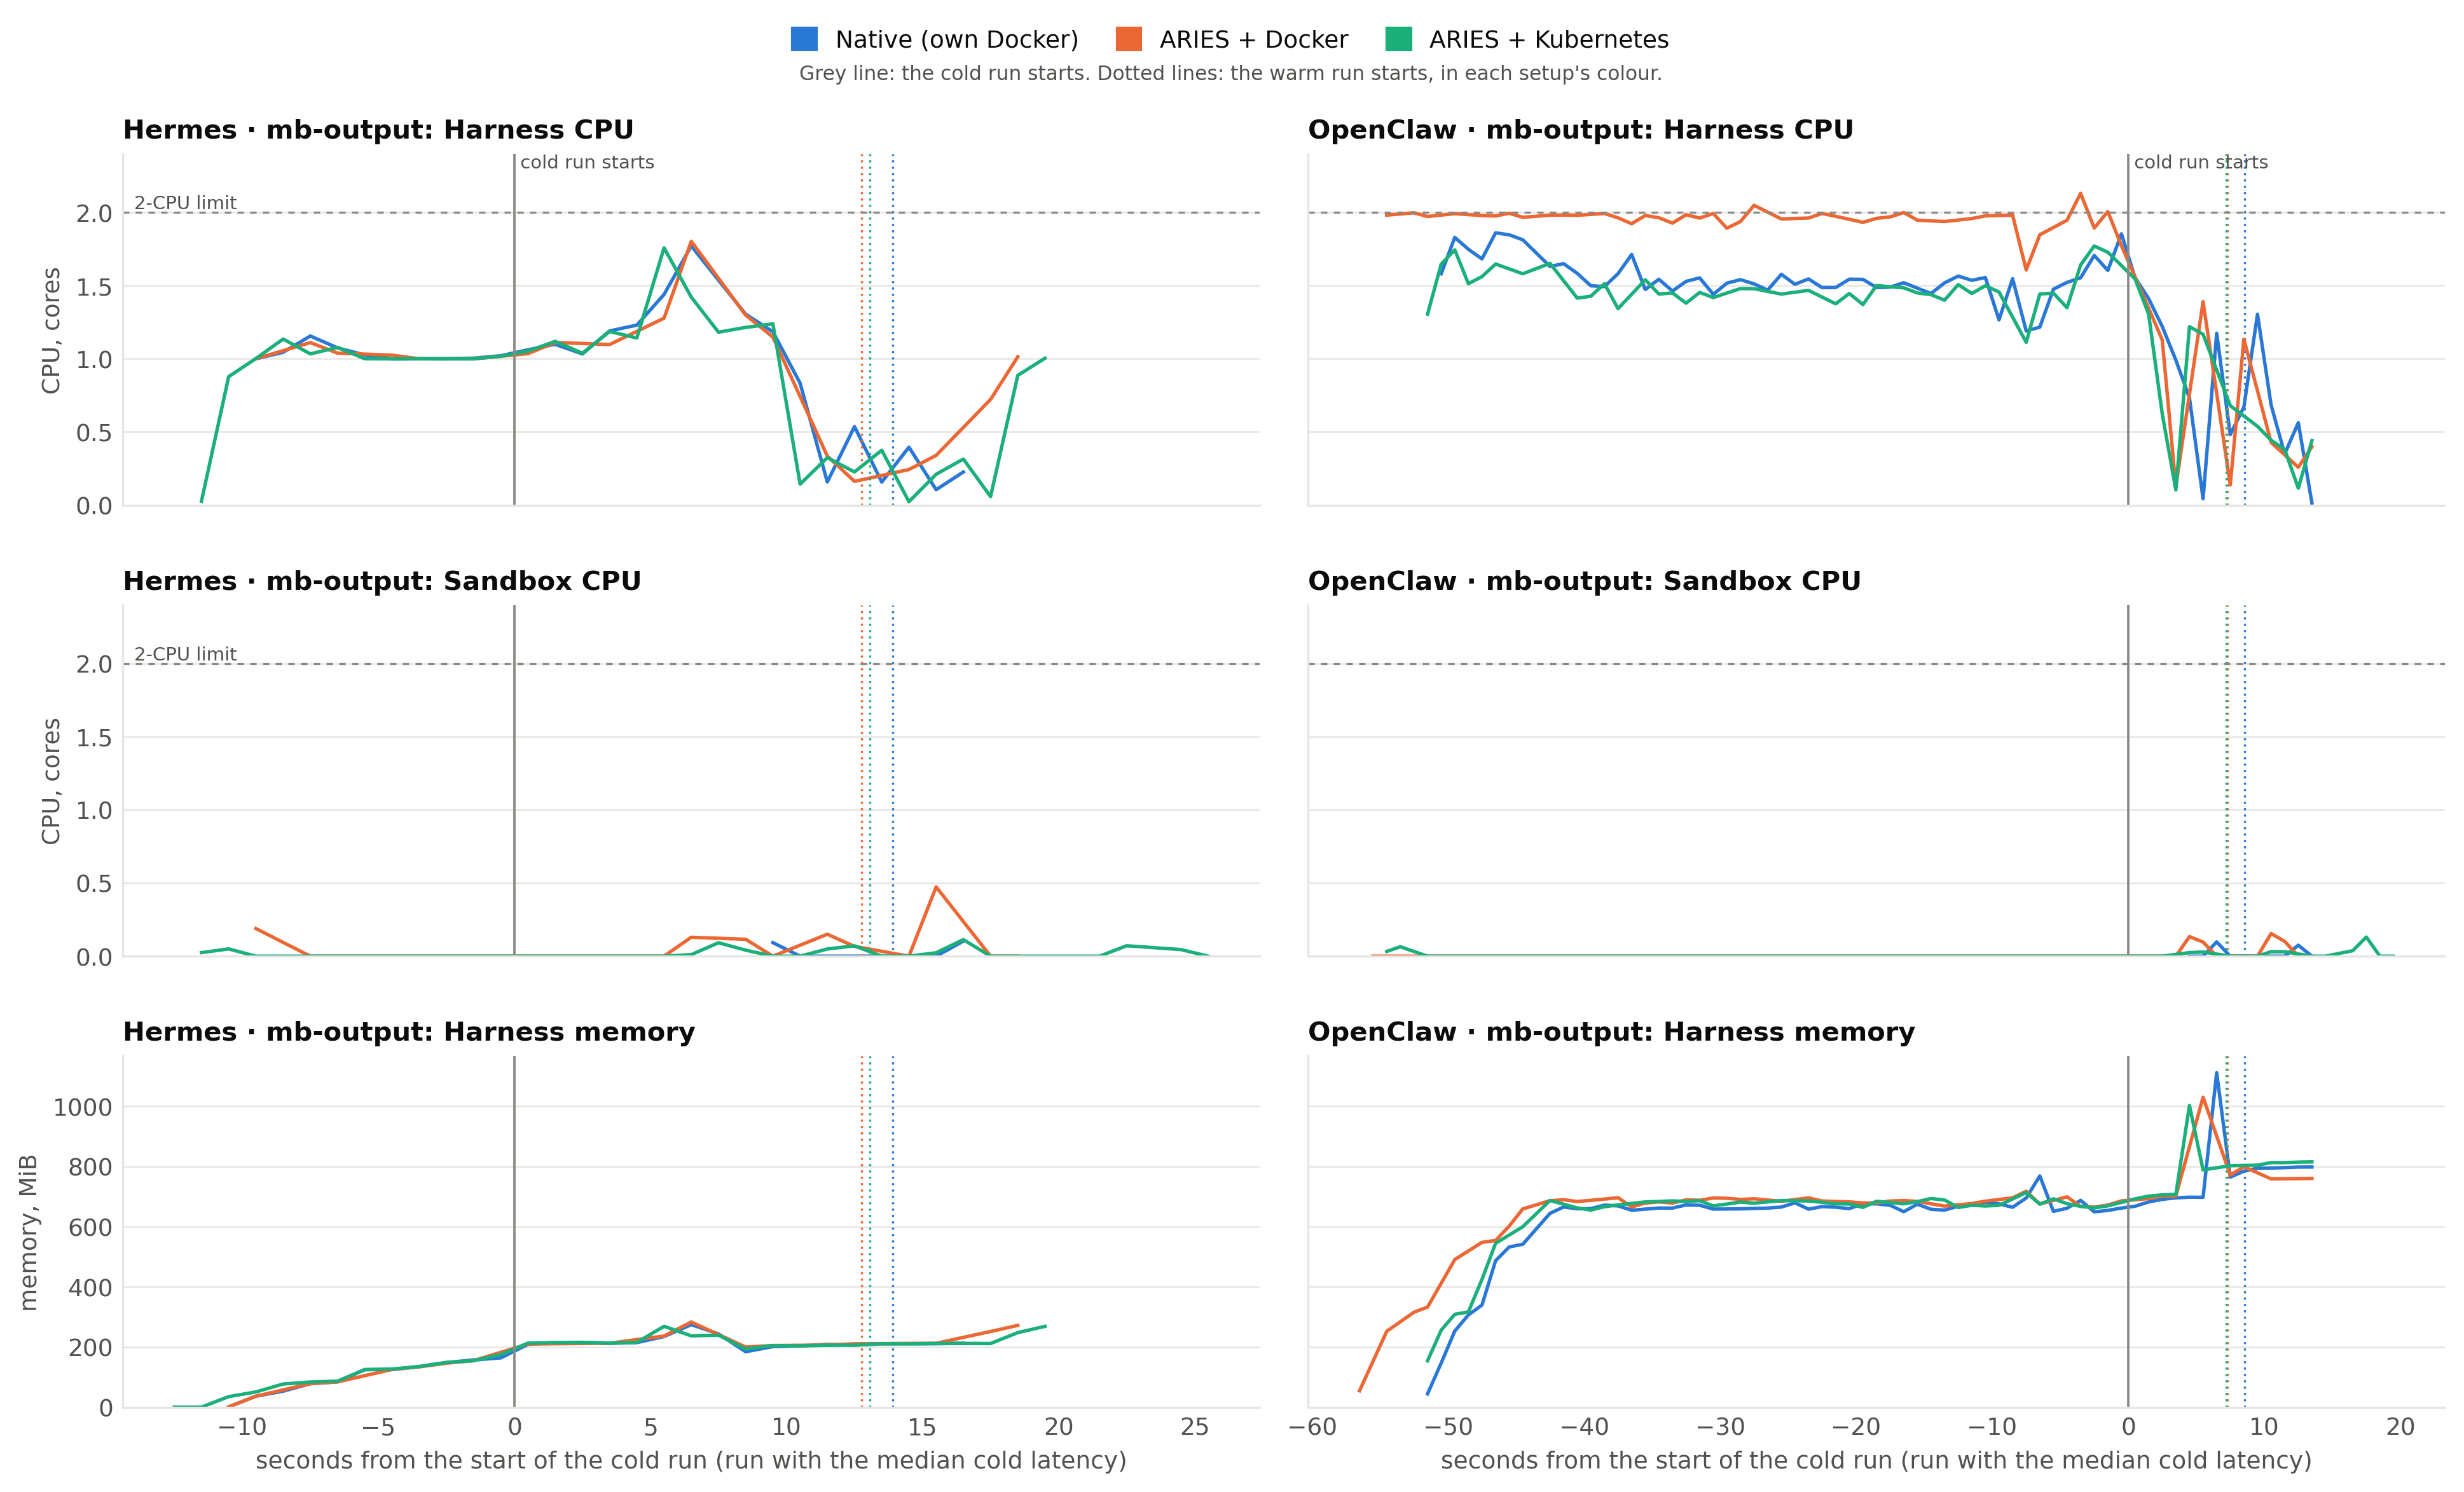 Native (own Docker) ARIES + Docker ARIES + Kubernetes
Grey line: the cold run starts. Dotted lines: the warm run starts, in each setup's colour.
Hermes · mb-output: Harness CPU
cold run starts
2-CPU limit
2.0
1.5
1.0
0.5
0.0
CPU, cores
OpenClaw · mb-output: Harness CPU
cold run starts
Hermes · mb-output: Sandbox CPU
2-CPU limit
2.0
1.5
1.0
0.5
0.0
CPU, cores
OpenClaw · mb-output: Sandbox CPU
Hermes · mb-output: Harness memory
1000
800
600
400
200
0
memory, MiB
−10 −5 0 5 10 15 20 25
seconds from the start of the cold run (run with the median cold latency)
OpenClaw · mb-output: Harness memory
−60 −50 −40 −30 −20 −10 0 10 20
seconds from the start of the cold run (run with the median cold latency)